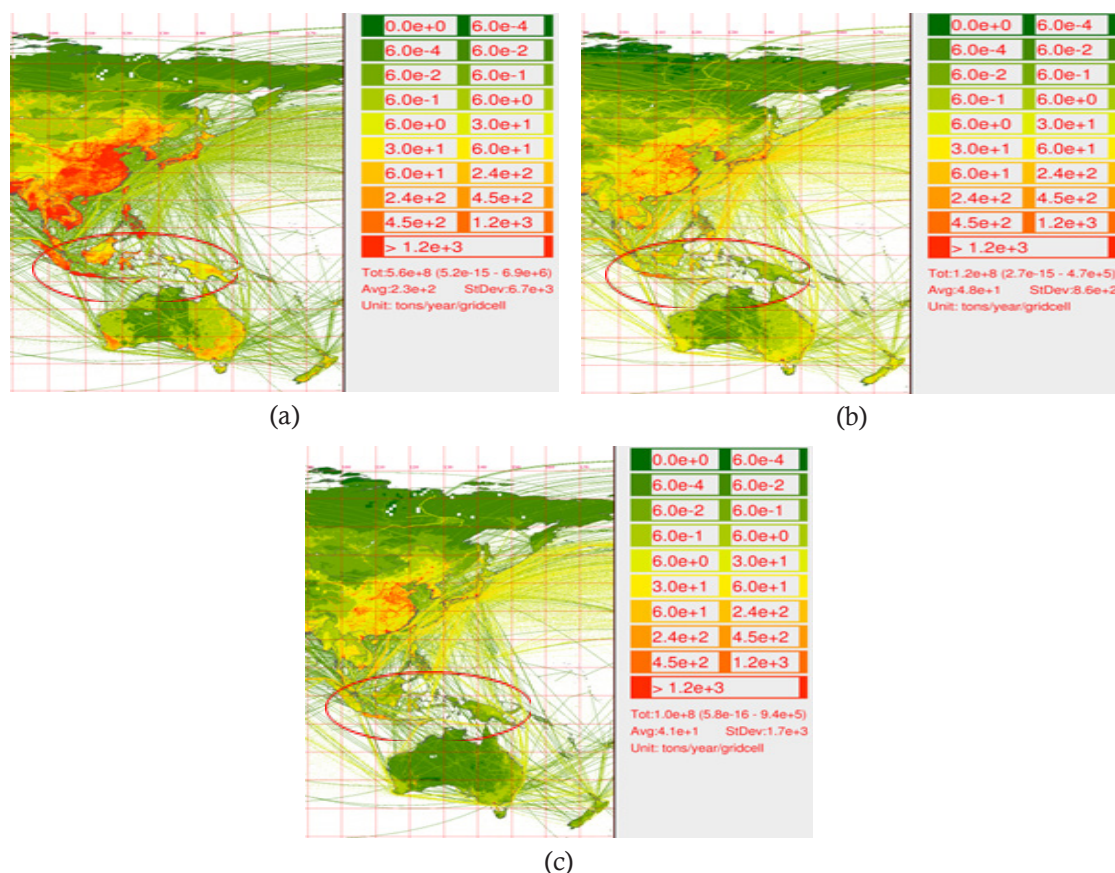 0.0e+0 6.0e-4
6.0e-4 6.0e-2
6.0e-2 6.0e-1
6.0e-1 6.0e+0
6.0e+0 3.0e+1
3.0e+1 6.0e+1
6.0e+1 2.4e+2
2.4e+2 4.5e+2
4.5e+2 1.2e+3
> 1.2e+3
Tot:5.6e+8 (5.2e-15 - 6.9e+6)
Avg:2.3e+2 StDev:6.7e+3
Unit: tons/year/gridcell
(a)
0.0e+0 6.0e-4
6.0e-4 6.0e-2
6.0e-2 6.0e-1
6.0e-1 6.0e+0
6.0e+0 3.0e+1
3.0e+1 6.0e+1
6.0e+1 2.4e+2
2.4e+2 4.5e+2
4.5e+2 1.2e+3
> 1.2e+3
Tot:1.2e+8 (2.7e-15 - 4.7e+5)
Avg:4.8e+1 StDev:8.6e+2
Unit: tons/year/gridcell
(b)
0.0e+0 6.0e-4
6.0e-4 6.0e-2
6.0e-2 6.0e-1
6.0e-1 6.0e+0
6.0e+0 3.0e+1
3.0e+1 6.0e+1
6.0e+1 2.4e+2
2.4e+2 4.5e+2
4.5e+2 1.2e+3
> 1.2e+3
Tot:1.0e+8 (5.8e-16 - 9.4e+5)
Avg:4.1e+1 StDev:1.7e+3
Unit: tons/year/gridcell
(c)